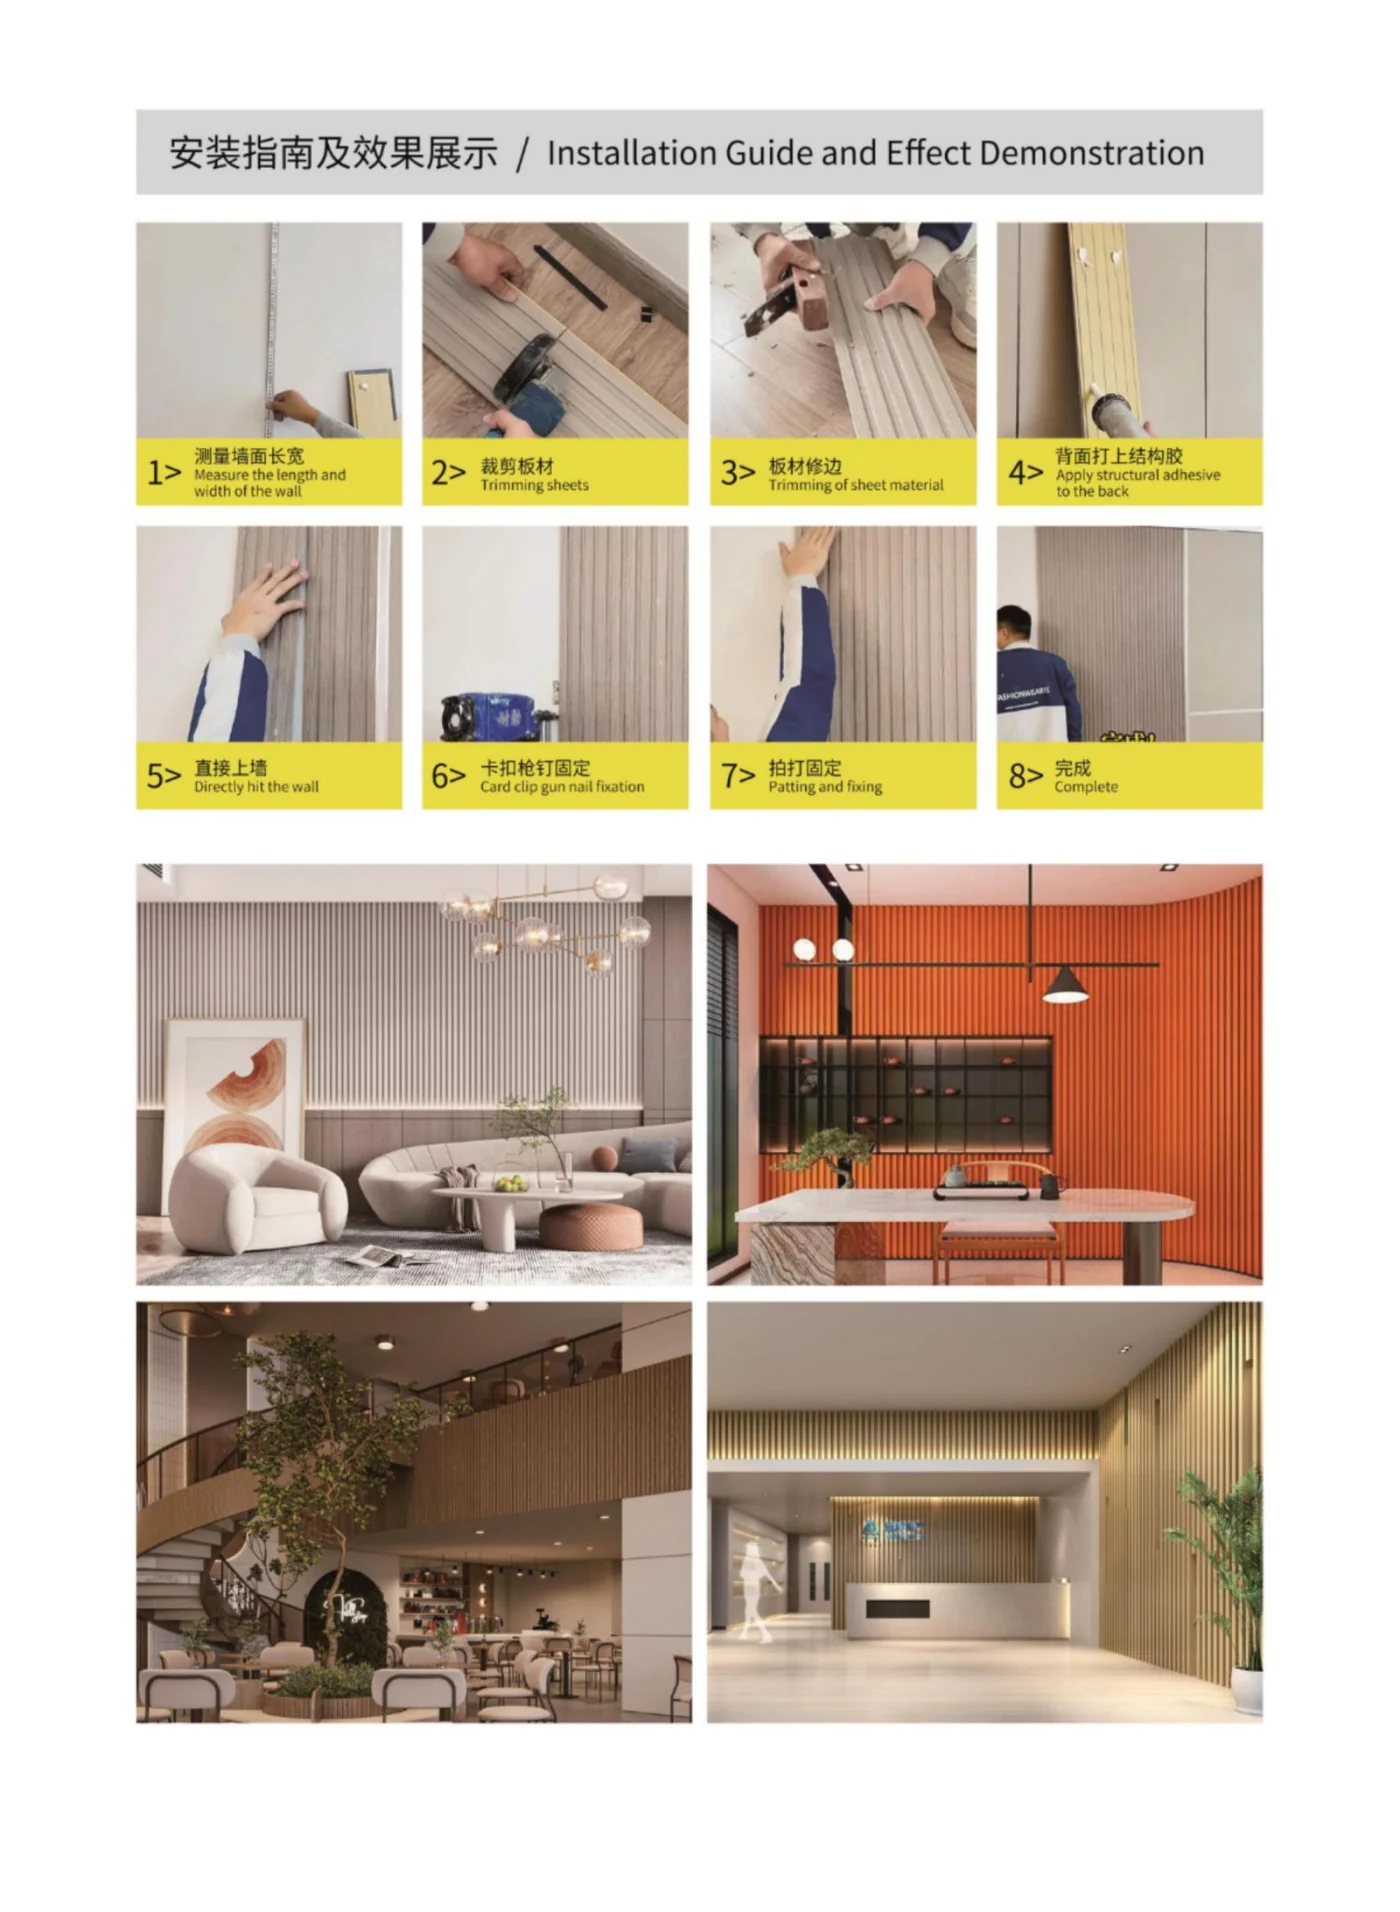 安装指南及效果展示 / Installation Guide and Effect Demonstration
1> 测量墙面长宽
Measure the length and
width of the wall
2> 裁剪板材
Trimming sheets
3> 板材修边
Trimming of sheet material
4> 背面打上结构胶
Apply structural adhesive
to the back
FASHIONWEARTS
5> 直接上墙
Directly hit the wall
6> 卡扣枪钉固定
Card clip gun nail fixation
7> 拍打固定
Patting and fixing
8> 完成
Complete